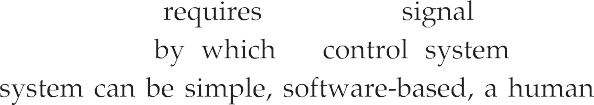 requires signal
by which control system
system can be simple, software-based, a human